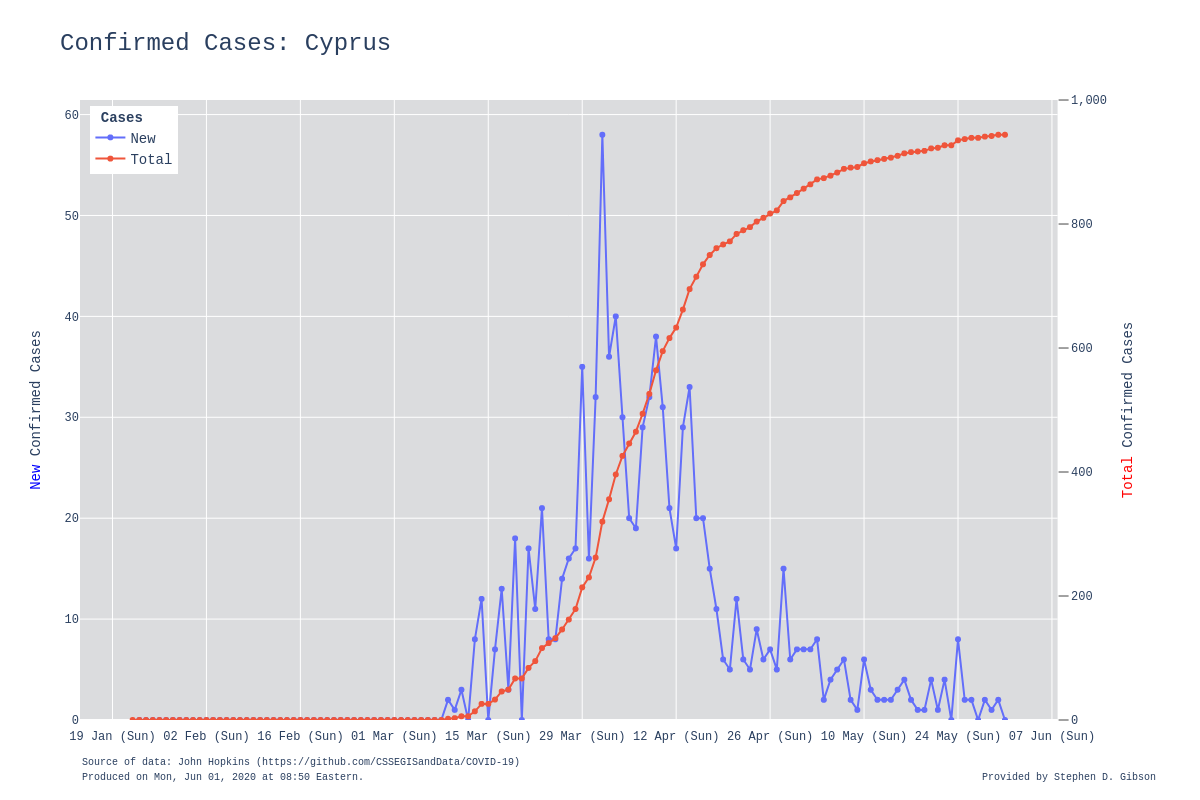 Confirmed Cases: Cyprus
Cases
New
Total
60
50
40
30
20
10
0
1,000
800
600
400
200
0
New Confirmed Cases
Total Confirmed Cases
19 Jan (Sun) 02 Feb (Sun) 16 Feb (Sun) 01 Mar (Sun) 15 Mar (Sun) 29 Mar (Sun) 12 Apr (Sun) 26 Apr (Sun) 10 May (Sun) 24 May (Sun) 07 Jun (Sun)
Source of data: John Hopkins (https://github.com/CSSEGISandData/COVID-19)
Produced on Mon, Jun 01, 2020 at 08:50 Eastern.
Provided by Stephen D. Gibson